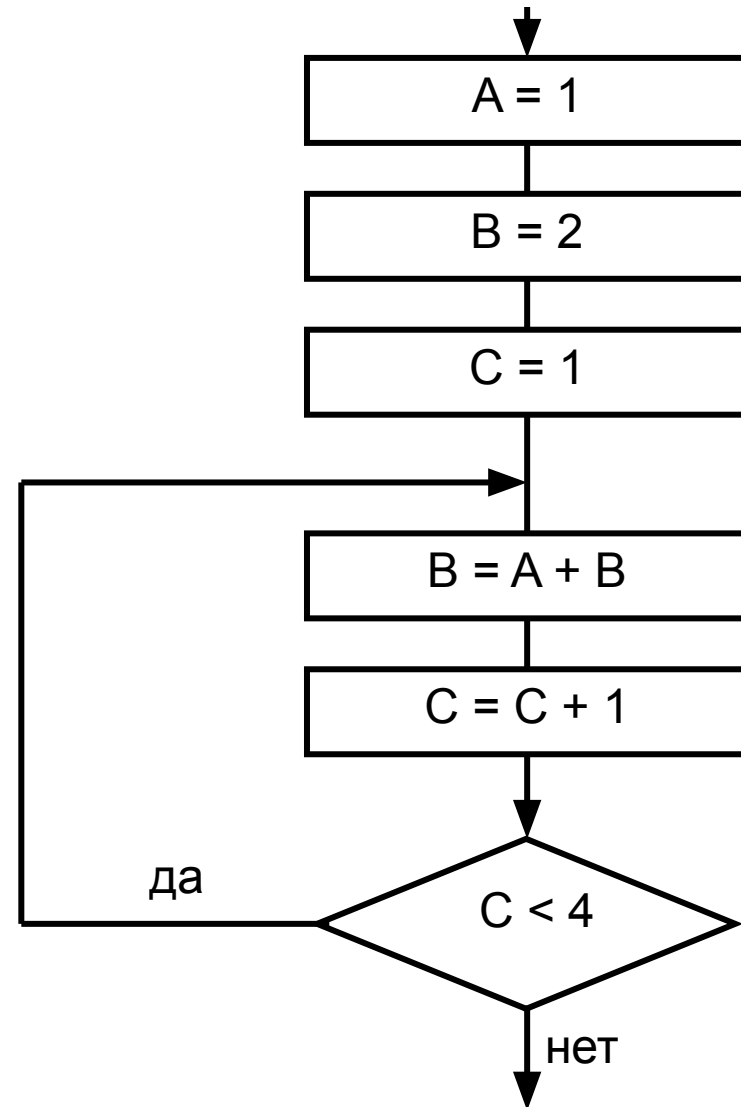 A = 1
B = 2
C = 1
B = A + B
C = C + 1
да
C < 4
нет